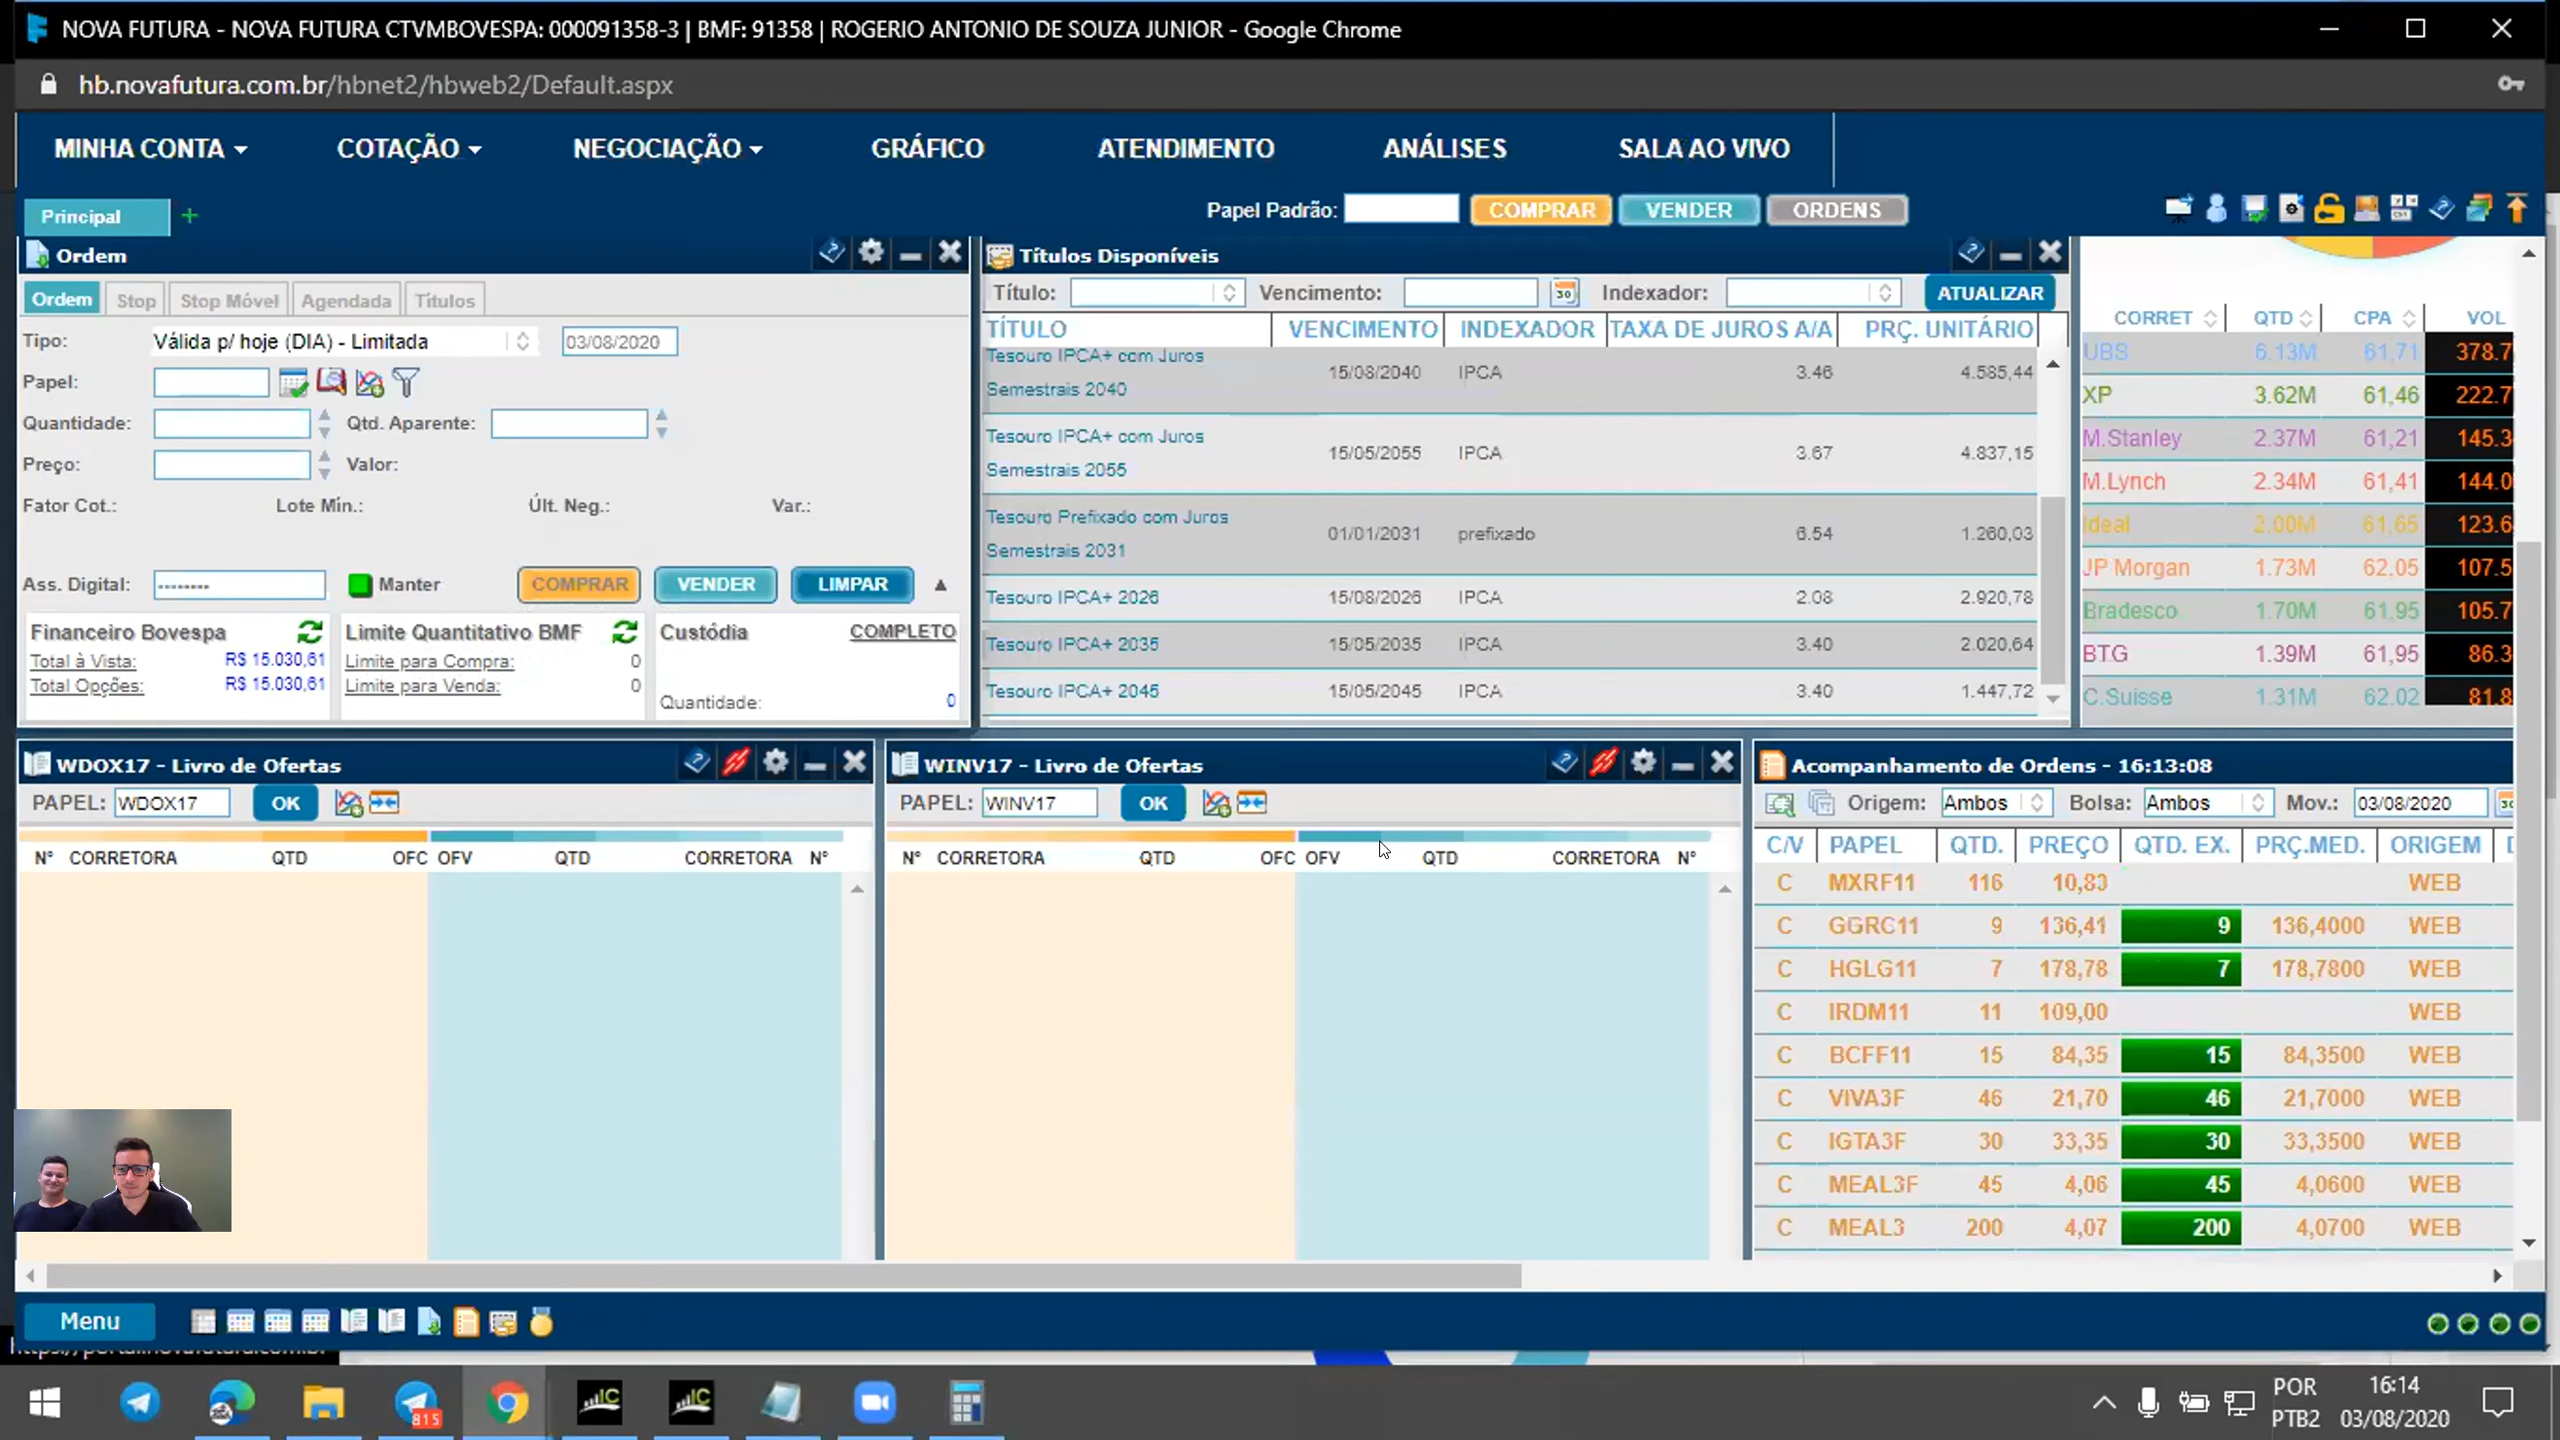 NOVA FUTURA - NOVA FUTURA CTVMBOVESPA: 000091358-3 | BMF: 91358 | ROGERIO ANTONIO DE SOUZA JUNIOR - Google Chrome
hb.novafutura.com.br/hbnet2/hbweb2/Default.aspx
MINHA CONTA COTAÇÃO NEGOCIAÇÃO GRÁFICO ATENDIMENTO ANÁLISES SALA AO VIVO
Principal + Papel Padrão: COMPRAR VENDER ORDENS
Ordem
Ordem Stop Stop Móvel Agendada Títulos
Tipo: Válida p/ hoje (DIA) - Limitada 03/08/2020
Papel:
Quantidade: Qtd. Aparente:
Preço: Valor:
Fator Cot.: Lote Mín.: Últ. Neg.: Var.:
Ass. Digital: -------- Manter COMPRAR VENDER LIMPAR
Financeiro Bovespa Limite Quantitativo BMF Custódia COMPLETO
Total à Vista: R$ 15.030,61 Limite para Compra: 0
Total Opções: R$ 15.030,61 Limite para Venda: 0
Quantidade: 0
Títulos Disponíveis
Título: Vencimento: 30 Indexador: ATUALIZAR
TÍTULO VENCIMENTO INDEXADOR TAXA DE JUROS A/A PRÇ. UNITÁRIO
Tesouro IPCA+ com Juros
Semestrais 2040 15/08/2040 IPCA 3.46 4.585,44
Tesouro IPCA+ com Juros
Semestrais 2055 15/05/2055 IPCA 3.67 4.837,15
Tesouro Prefixado com Juros
Semestrais 2031 01/01/2031 prefixado 6.54 1.260,03
Tesouro IPCA+ 2026 15/08/2026 IPCA 2.08 2.920,78
Tesouro IPCA+ 2035 15/05/2035 IPCA 3.40 2.020,64
Tesouro IPCA+ 2045 15/05/2045 IPCA 3.40 1.447,72
CORRET QTD CPA VOL
UBS 6.13M 61,71 378.7
XP 3.62M 61,46 222.7
M.Stanley 2.37M 61,21 145.3
M.Lynch 2.34M 61,41 144.0
Ideal 2.00M 61,65 123.6
JP Morgan 1.73M 62,05 107.5
Bradesco 1.70M 61,95 105.7
BTG 1.39M 61,95 86.3
C.Suisse 1.31M 62,02 81.8
WDOX17 - Livro de Ofertas
PAPEL: WDOX17 OK
N° CORRETORA QTD OFC OFV QTD CORRETORA N°
WINV17 - Livro de Ofertas
PAPEL: WINV17 OK
N° CORRETORA QTD OFC OFV QTD CORRETORA N°
Acompanhamento de Ordens - 16:13:08
Origem: Ambos Bolsa: Ambos Mov.: 03/08/2020
C/V PAPEL QTD. PREÇO QTD. EX. PRÇ.MED. ORIGEM
C MXRF11 116 10,83 WEB
C GGRC11 9 136,41 9 136,4000 WEB
C HGLG11 7 178,78 7 178,7800 WEB
C IRDM11 11 109,00 WEB
C BCFF11 15 84,35 15 84,3500 WEB
C VIVA3F 46 21,70 46 21,7000 WEB
C IGTA3F 30 33,35 30 33,3500 WEB
C MEAL3F 45 4,06 45 4,0600 WEB
C MEAL3 200 4,07 200 4,0700 WEB
Menu
815
IC
IC
POR
PTB2
16:14
03/08/2020